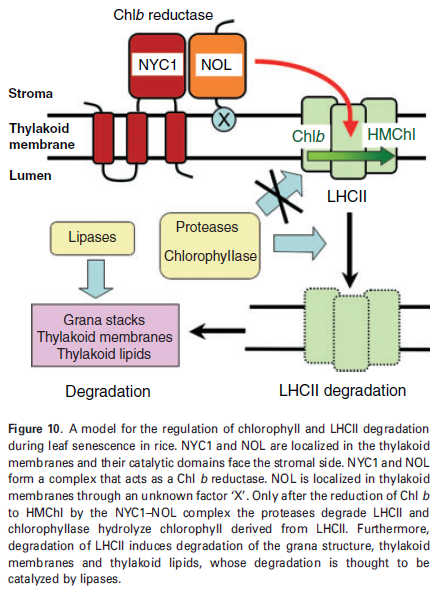 Chlb reductase
NYC1
NOL
Stroma
X
Thylakoid
membrane
Chlb
HMChl
Lumen
LHCII
Lipases
Proteases
Chlorophyllase
Grana stacks
Thylakoid membranes
Thylakoid lipids
Degradation
LHCII degradation
Figure 10. A model for the regulation of chlorophyll and LHCII degradation
during leaf senescence in rice. NYC1 and NOL are localized in the thylakoid
membranes and their catalytic domains face the stromal side. NYC1 and NOL
form a complex that acts as a Chl b reductase. NOL is localized in thylakoid
membranes through an unknown factor ‘X’. Only after the reduction of Chl b
to HMChl by the NYC1–NOL complex the proteases degrade LHCII and
chlorophyllase hydrolyze chlorophyll derived from LHCII. Furthermore,
degradation of LHCII induces degradation of the grana structure, thylakoid
membranes and thylakoid lipids, whose degradation is thought to be
catalyzed by lipases.